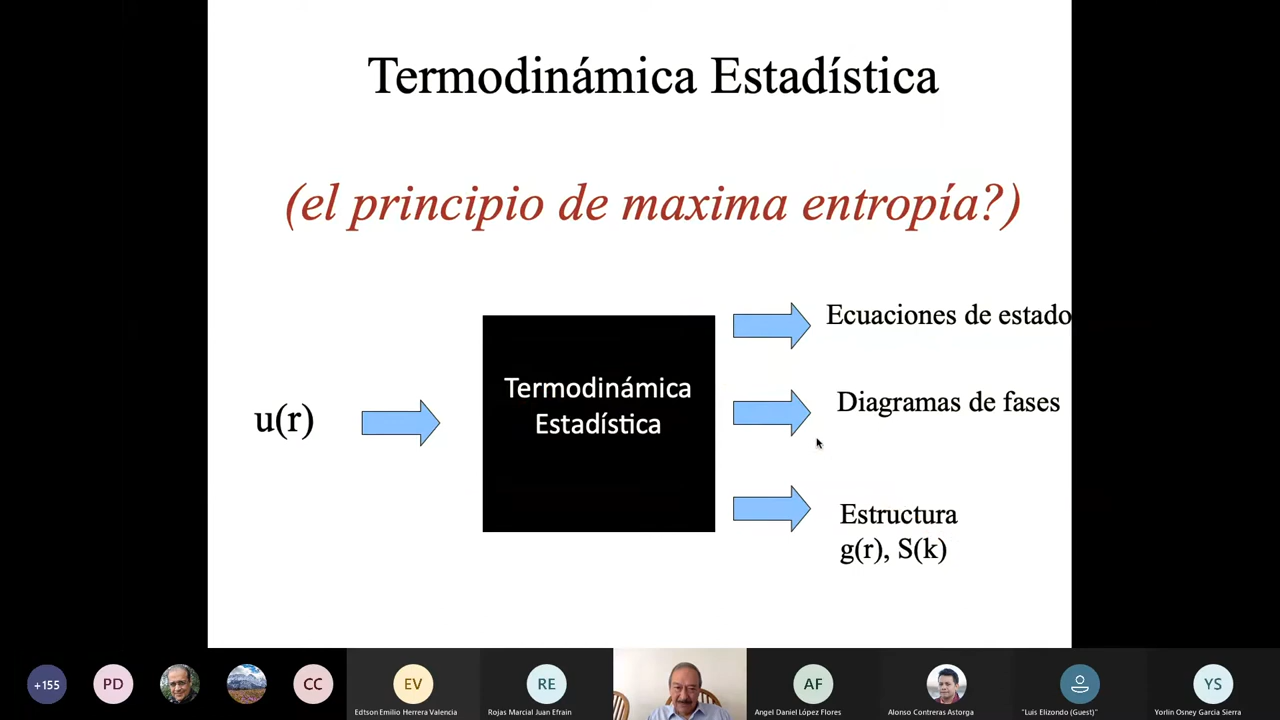 Termodinámica Estadística
(el principio de maxima entropía?)
u(r)
Termodinámica
Estadística
Ecuaciones de estado
Diagramas de fases
Estructura
g(r), S(k)
+155
PD
CC
EV
Edtson Emilio Herrera Valencia
RE
Rojas Marcial Juan Efrain
AF
Angel Daniel López Flores
Alonso Contreras Astorga
"Luis Elizondo (Guest)"
YS
Yorlin Osney Garcia Sierra